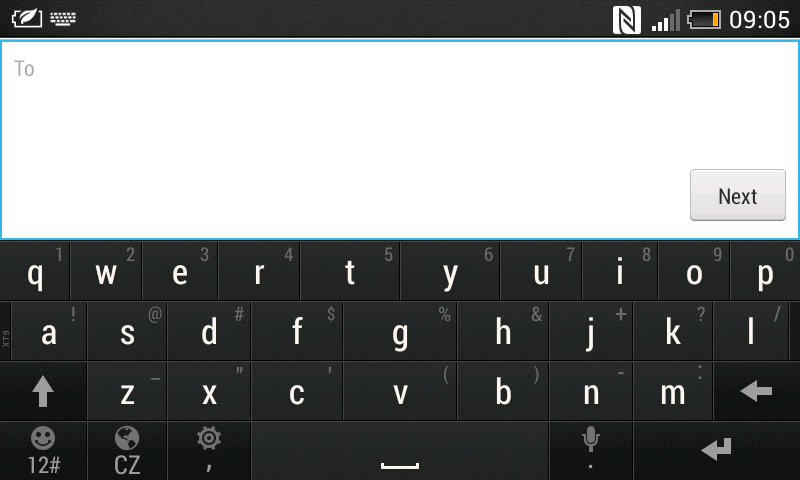 09:05
To
Next
q 1 w 2 e 3 r 4 t 5 y 6 u 7 i 8 o 9 p 0
XT9 a ! s @ d # f $ g % h & j + k ? l /
z _ x " c ' v ( b ) n - m :
12# CZ , .